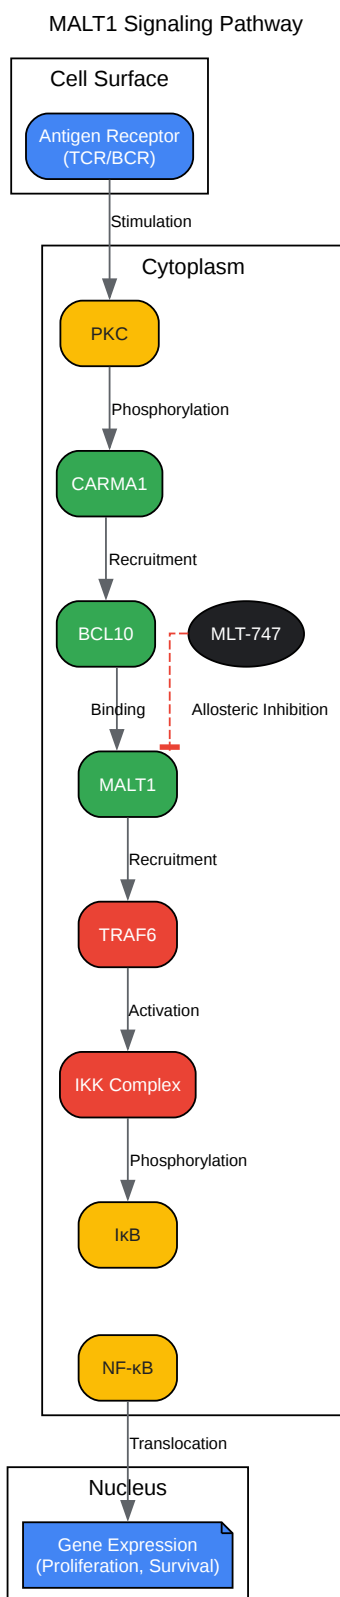 MALT1 Signaling Pathway
Cell Surface
Antigen Receptor
(TCR/BCR)
Stimulation
Cytoplasm
PKC
Phosphorylation
CARMA1
Recruitment
BCL10
MLT-747
Binding
Allosteric Inhibition
MALT1
Recruitment
TRAF6
Activation
IKK Complex
Phosphorylation
IκB
NF-κB
Translocation
Nucleus
Gene Expression
(Proliferation, Survival)